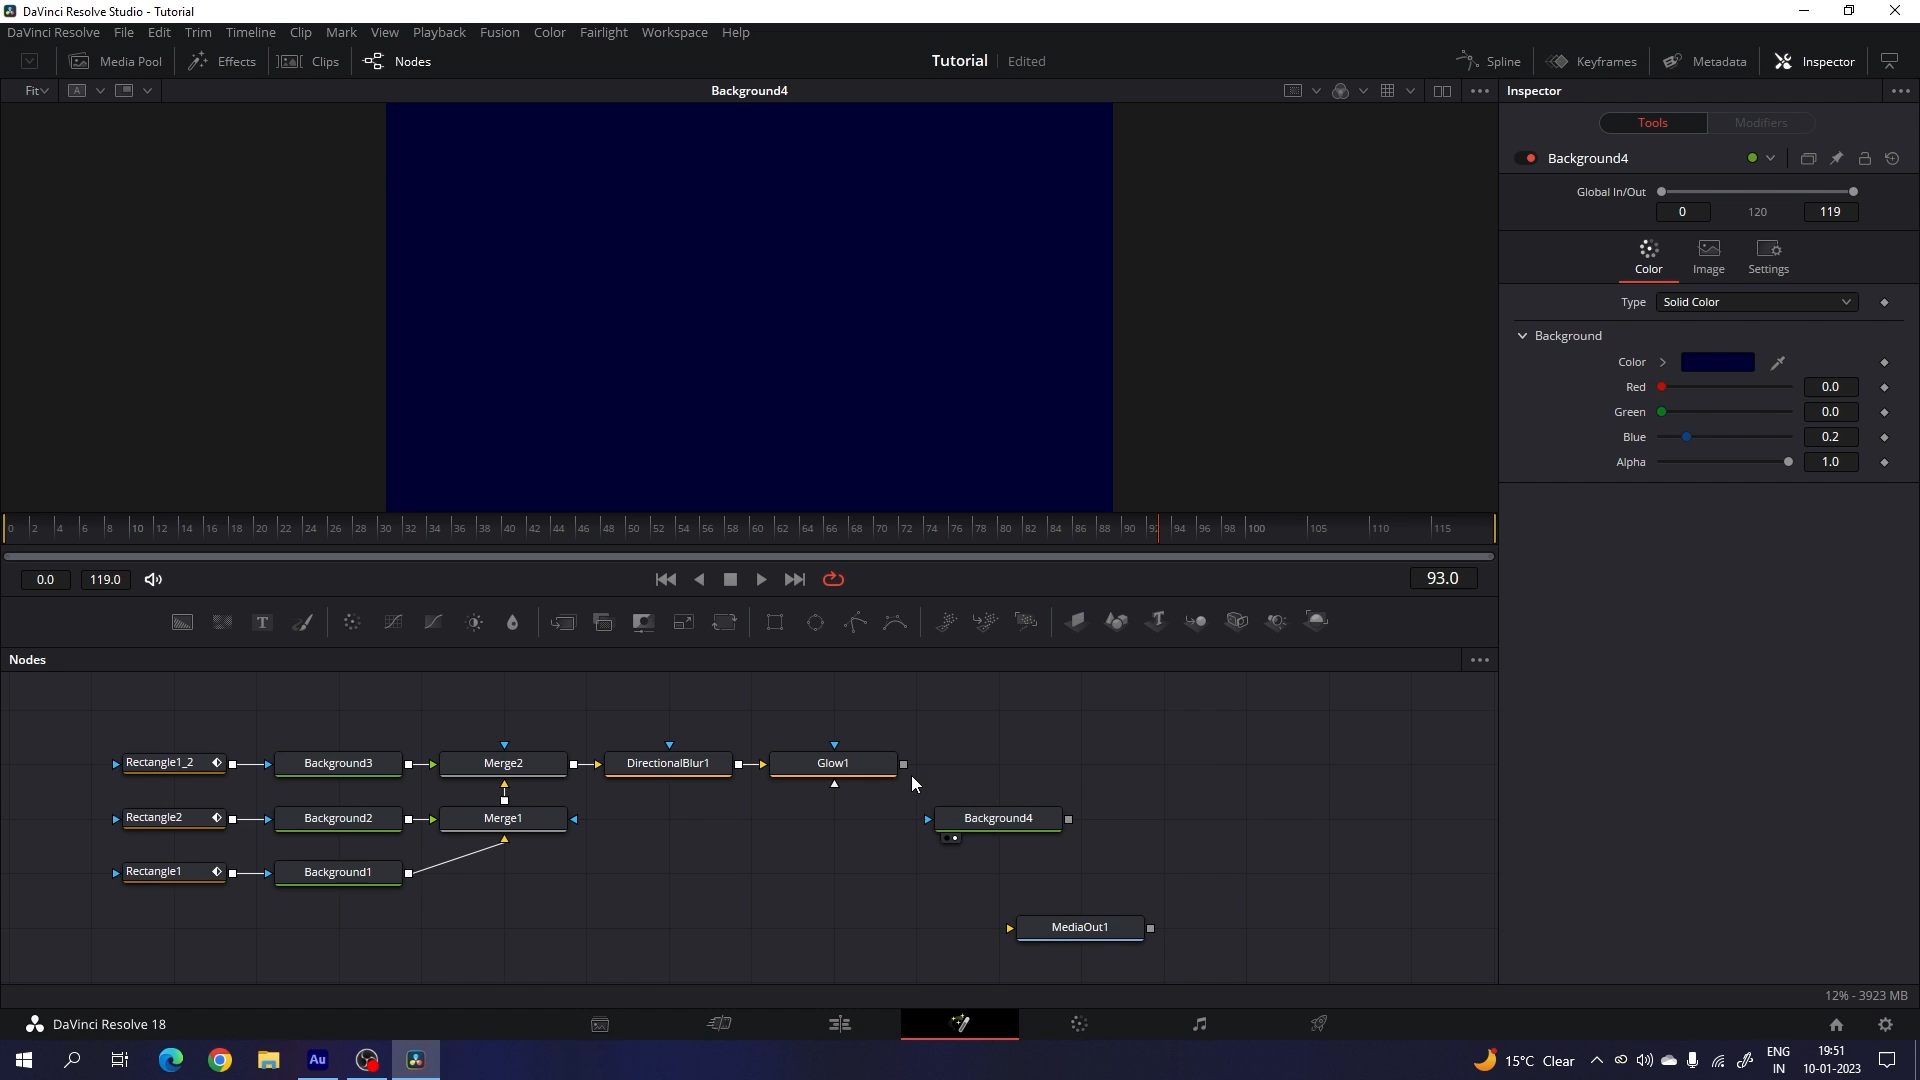 DaVinci Resolve Studio - Tutorial
DaVinci Resolve File Edit Trim Timeline Clip Mark View Playback Fusion Color Fairlight Workspace Help
Media Pool Effects Clips Nodes Tutorial Edited Spline Keyframes Metadata Inspector
Fit A Background4 Inspector
Tools Modifiers
Background4
Global In/Out
0 120 119
Color Image Settings
Type Solid Color
Background
Color
Red 0.0
Green 0.0
Blue 0.2
Alpha 1.0
0 2 4 6 8 10 12 14 16 18 20 22 24 26 28 30 32 34 36 38 40 42 44 46 48 50 52 54 56 58 60 62 64 66 68 70 72 74 76 78 80 82 84 86 88 90 94 96 98 100 105 110 115
0.0 119.0 93.0
Nodes
Rectangle1_2 Background3 Merge2 DirectionalBlur1 Glow1
Rectangle2 Background2 Merge1 Background4
Rectangle1 Background1
MediaOut1
12% - 3923 MB
DaVinci Resolve 18
Au 15°C Clear ENG IN 19:51 10-01-2023